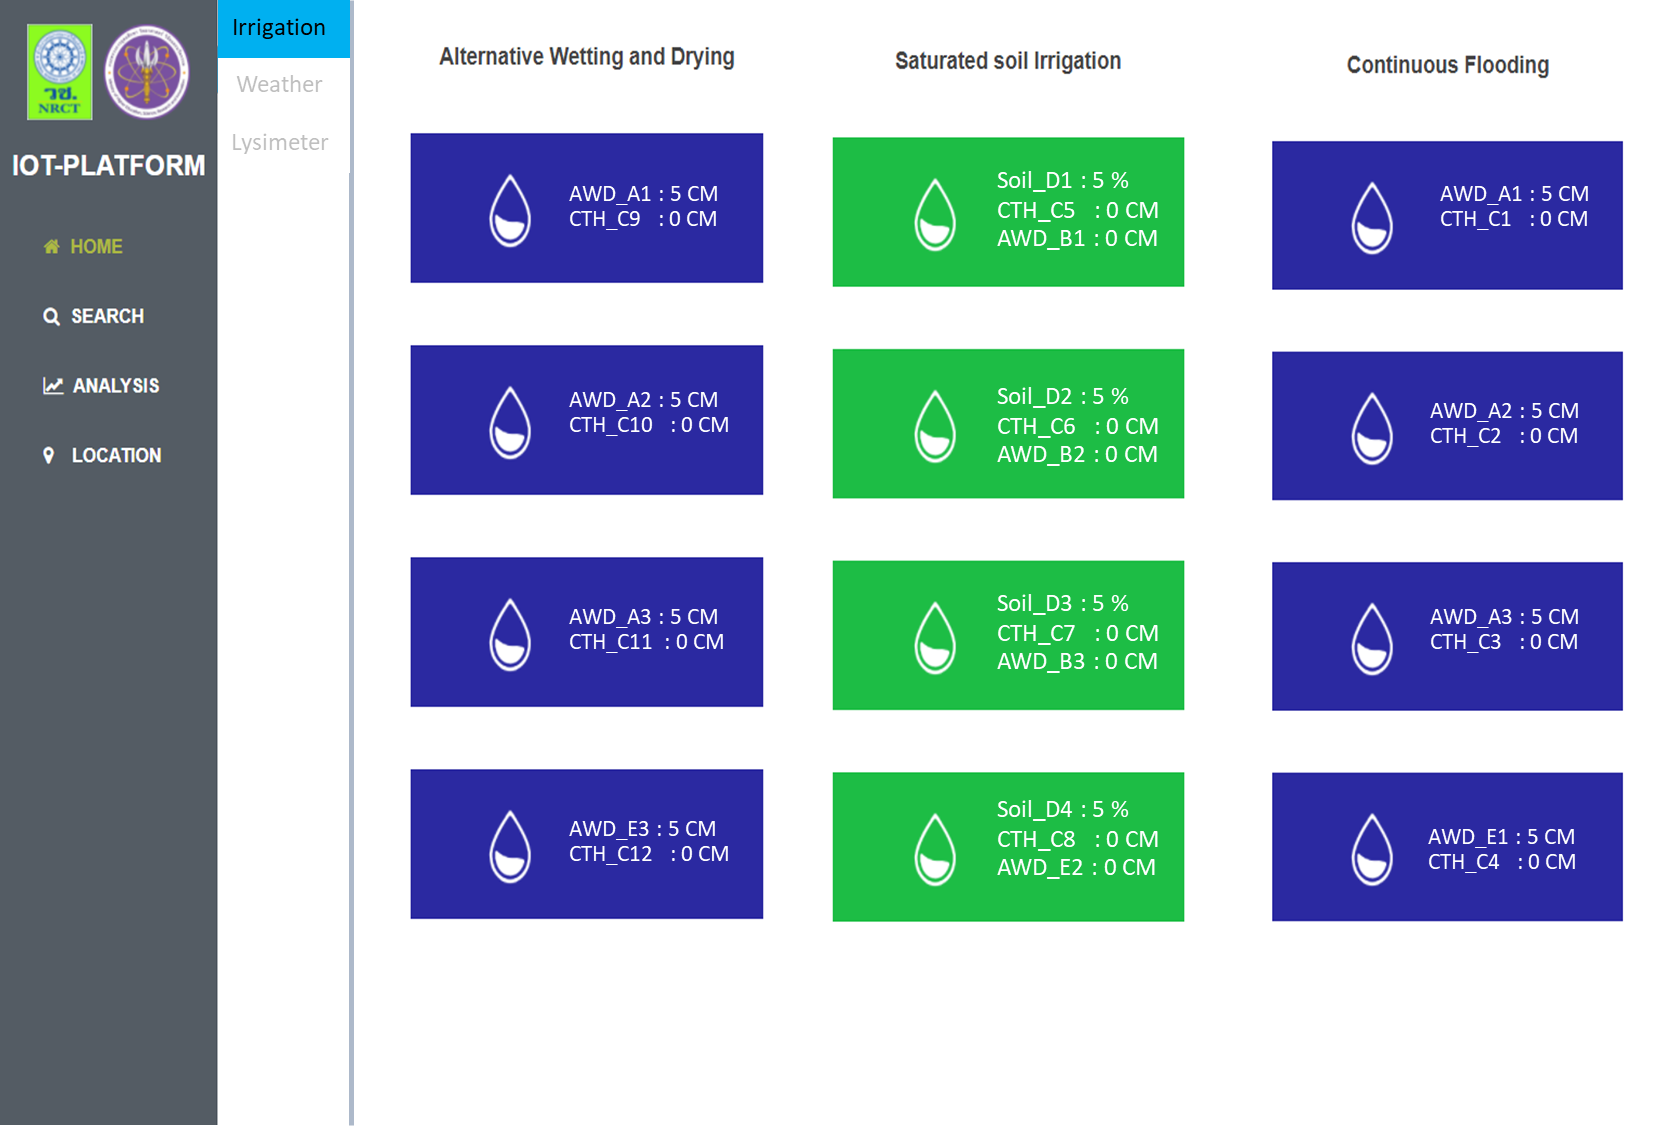 วช.
NRCT
IOT-PLATFORM
HOME
SEARCH
ANALYSIS
LOCATION
Irrigation
Weather
Lysimeter
Alternative Wetting and Drying
AWD_A1 : 5 CM
CTH_C9 : 0 CM
AWD_A2 : 5 CM
CTH_C10 : 0 CM
AWD_A3 : 5 CM
CTH_C11 : 0 CM
AWD_E3 : 5 CM
CTH_C12 : 0 CM
Saturated soil Irrigation
Soil_D1 : 5 %
CTH_C5 : 0 CM
AWD_B1 : 0 CM
Soil_D2 : 5 %
CTH_C6 : 0 CM
AWD_B2 : 0 CM
Soil_D3 : 5 %
CTH_C7 : 0 CM
AWD_B3 : 0 CM
Soil_D4 : 5 %
CTH_C8 : 0 CM
AWD_E2 : 0 CM
Continuous Flooding
AWD_A1 : 5 CM
CTH_C1 : 0 CM
AWD_A2 : 5 CM
CTH_C2 : 0 CM
AWD_A3 : 5 CM
CTH_C3 : 0 CM
AWD_E1 : 5 CM
CTH_C4 : 0 CM